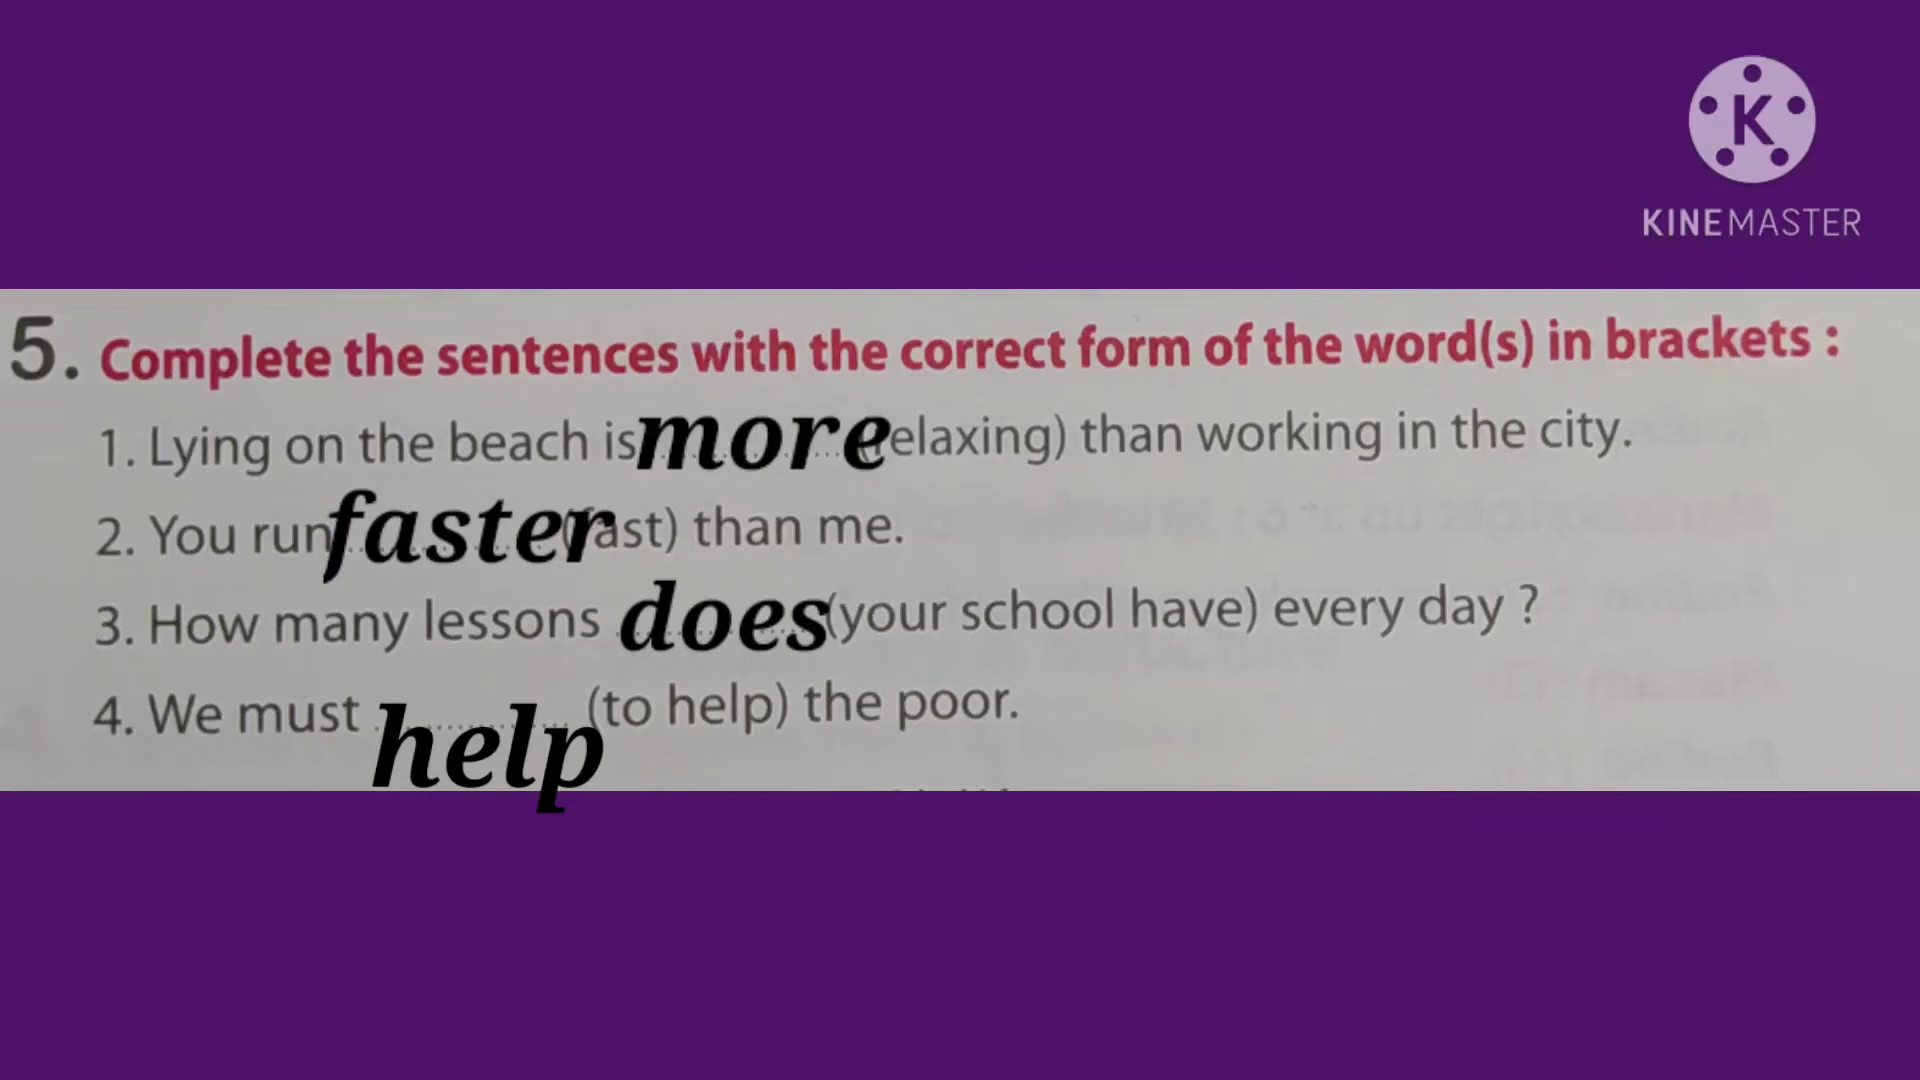 KINEMASTER
5. Complete the sentences with the correct form of the word(s) in brackets :
1. Lying on the beach is more (relaxing) than working in the city.
2. You run faster (fast) than me.
3. How many lessons does (your school have) every day ?
4. We must help (to help) the poor.